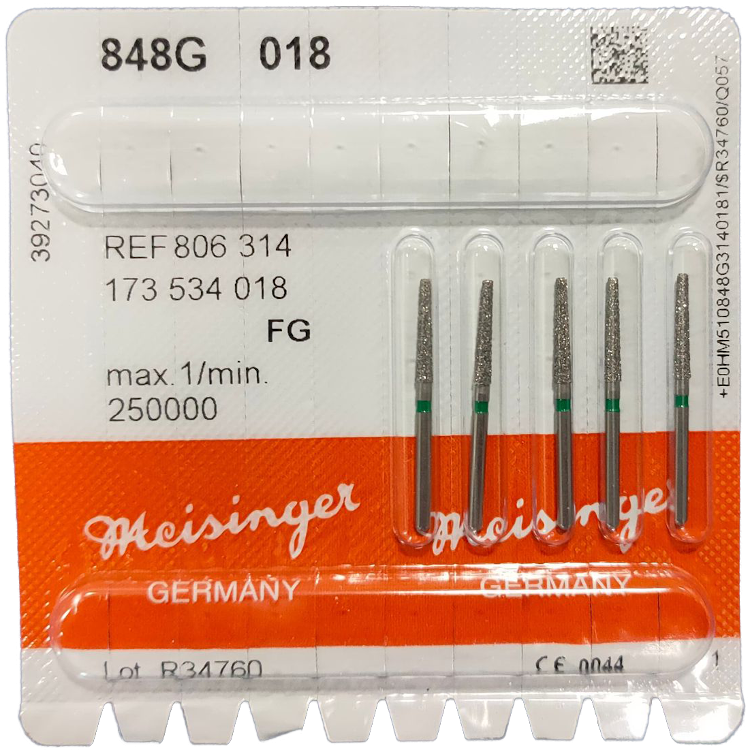 848G 018
39273040
REF 806 314
173 534 018
FG
max. 1/min.
250000
+E0HM510848G3140181/$R34760/Q057
Meisinger Meisinger
GERMANY GERMANY
Lot R34760 CE 0044 1